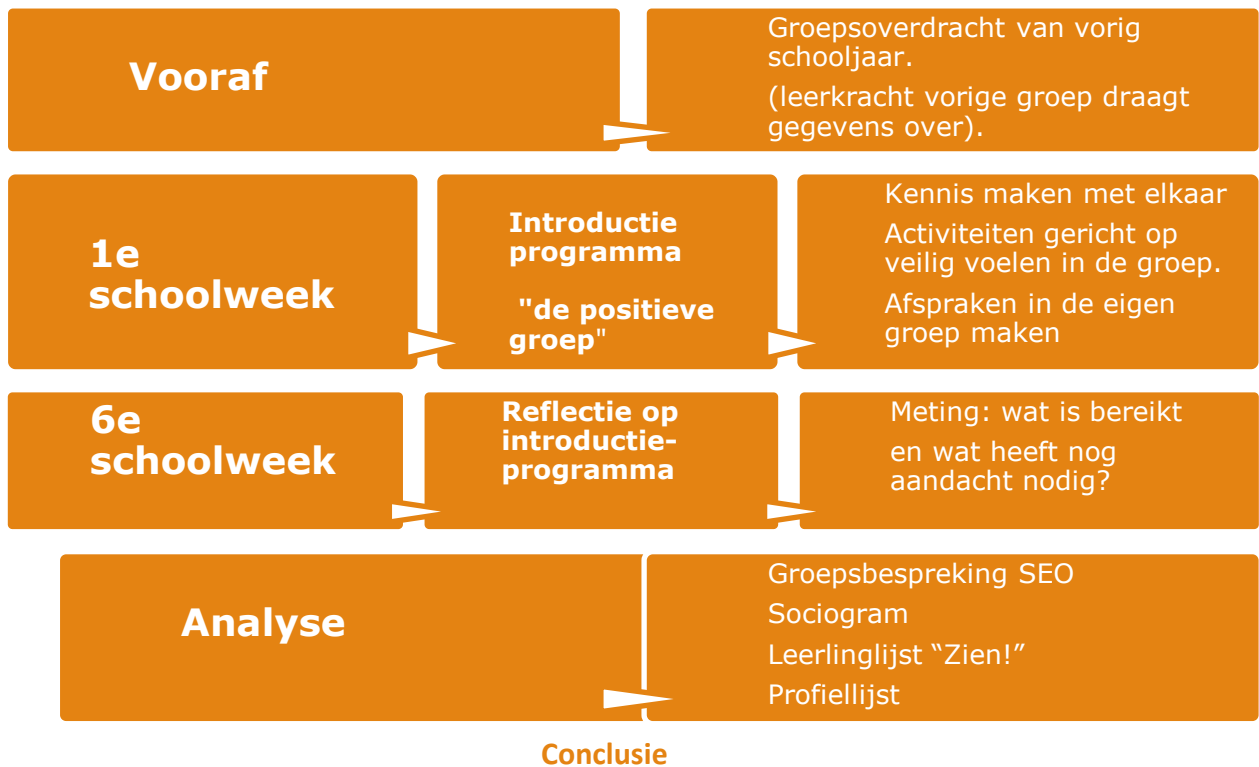 Vooraf
Groepsoverdracht van vorig
schooljaar.
(leerkracht vorige groep draagt
gegevens over).
1e
schoolweek
Introductie
programma
"de positieve
groep"
Kennis maken met elkaar
Activiteiten gericht op
veilig voelen in de groep.
Afspraken in de eigen
groep maken
6e
schoolweek
Reflectie op
introductie-
programma
Meting: wat is bereikt
en wat heeft nog
aandacht nodig?
Analyse
Groepsbespreking SEO
Sociogram
Leerlinglijst “Zien!”
Profiellijst
Conclusie